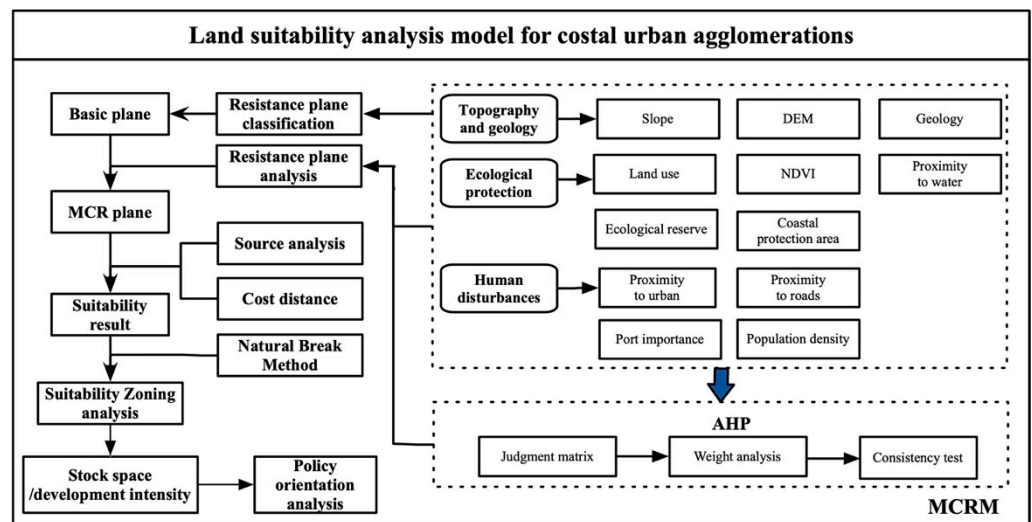 Land suitability analysis model for costal urban agglomerations
Basic plane
Resistance plane
classification
Resistance plane
analysis
MCR plane
Source analysis
Cost distance
Suitability
result
Natural Break
Method
Suitability Zoning
analysis
Stock space
/development intensity
Policy
orientation analysis
Topography
and geology
Slope
DEM
Geology
Ecological
protection
Land use
NDVI
Proximity
to water
Ecological reserve
Coastal
protection area
Human
disturbances
Proximity
to urban
Proximity
to roads
Port importance
Population density
AHP
Judgment matrix
Weight analysis
Consistency test
MCRM